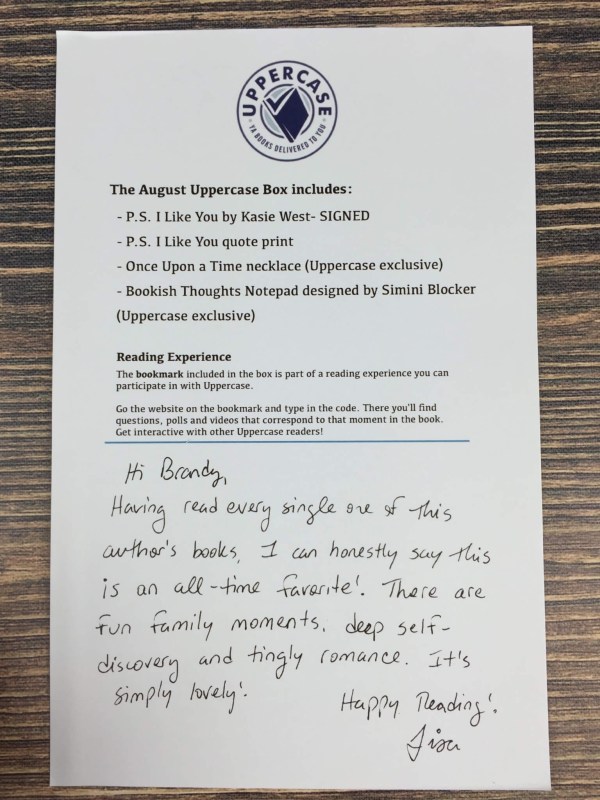 UPPERCASE
YA BOOKS DELIVERED TO YOU
The August Uppercase Box includes:
- P.S. I Like You by Kasie West- SIGNED
- P.S. I Like You quote print
- Once Upon a Time necklace (Uppercase exclusive)
- Bookish Thoughts Notepad designed by Simini Blocker
(Uppercase exclusive)
Reading Experience
The bookmark included in the box is part of a reading experience you can
participate in with Uppercase.
Go the website on the bookmark and type in the code. There you'll find
questions, polls and videos that correspond to that moment in the book.
Get interactive with other Uppercase readers!
Hi Brandy,
Having read every single one of this
author's books, I can honestly say this
is an all-time favorite! There are
fun family moments, deep self-
discovery and tingly romance. It's
simply lovely!
Happy Reading!
Lisa